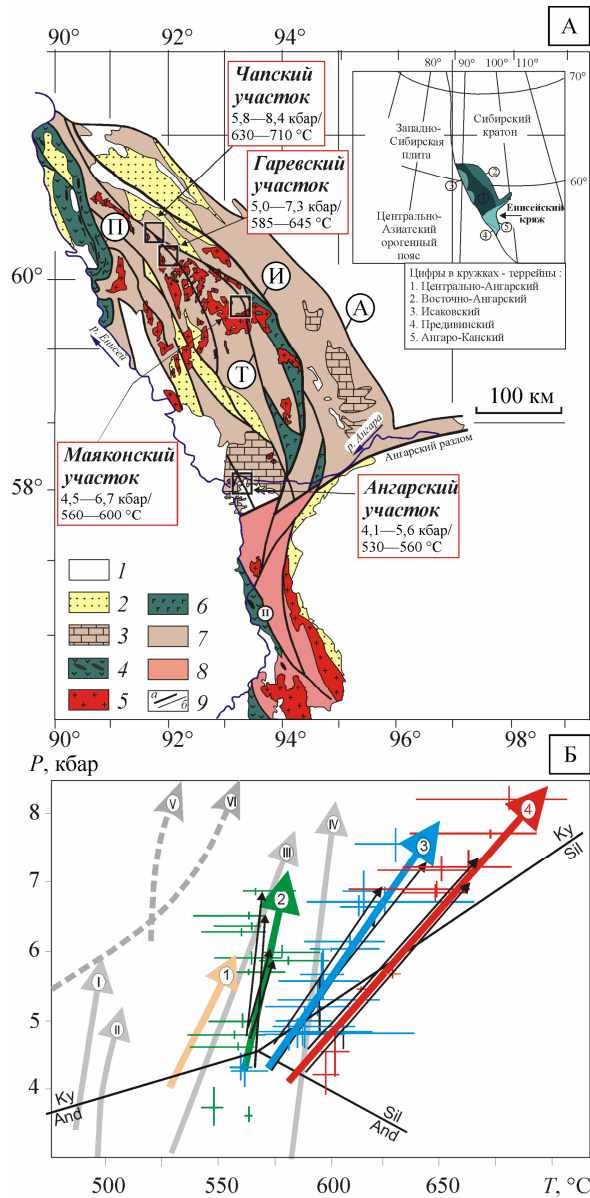 А
90°
92°
94°
Чапский
участок
5,8—8,4 кбар/
630—710 °C
Гаревский
участок
5,0—7,3 кбар/
585—645 °C
80°
90°
100°
110°
70°
Западно-
Сибирская
плита
Сибирский
кратон
60°
1
2
3
4
5
Енисейский
кряж
Центрально-
Азиатский
орогенный
пояс
Цифры в кружках - террейны :
1. Центрально-Ангарский
2. Восточно-Ангарский
3. Исаковский
4. Предивинский
5. Ангаро-Канский
П
И
А
Т
60°
р. Енисей
100 км
р. Ангара
Ангарский разлом
Маяконский
участок
4,5—6,7 кбар/
560—600 °C
58°
Ангарский
участок
4,1—5,6 кбар/
530—560 °C
II
1
2
3
4
5
6
7
8
а
б
9
90°
92°
94°
96°
98°
Б
P, кбар
8
7
6
5
4
V
VI
III
IV
I
II
1
2
3
4
Ky
Sil
Ky
And
Sil
And
500
550
600
650
T, °C